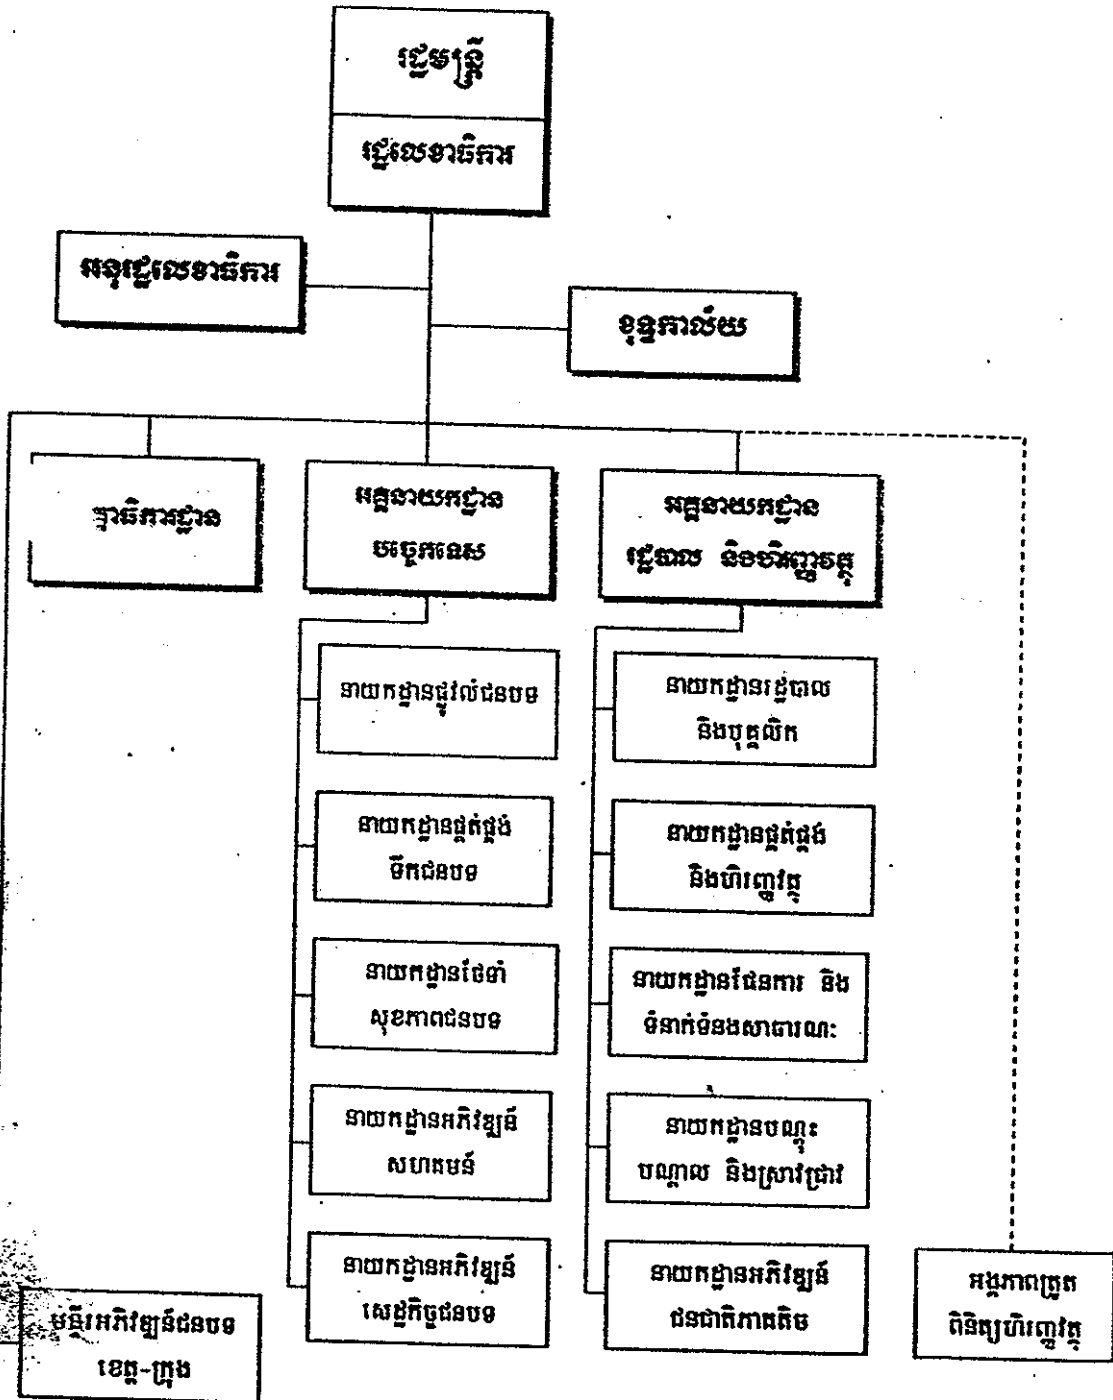 រដ្ឋមន្ត្រី
រដ្ឋលេខាធិការ
អនុរដ្ឋលេខាធិការ
ខុទ្ទកាល័យ
គ្គាធិការដ្ឋាន
អគ្គនាយកដ្ឋាន
បច្ចេកទេស
អគ្គនាយកដ្ឋាន
រដ្ឋបាល និងហិរញ្ញវត្ថុ
នាយកដ្ឋានផ្លូវលំជនបទ
នាយកដ្ឋានផ្គត់ផ្គង់
ទឹកជនបទ
នាយកដ្ឋានថែទាំ
សុខភាពជនបទ
នាយកដ្ឋានអភិវឌ្ឍន៍
សហគមន៍
នាយកដ្ឋានអភិវឌ្ឍន៍
សេដ្ឋកិច្ចជនបទ
នាយកដ្ឋានរដ្ឋបាល
និងបុគ្គលិក
នាយកដ្ឋានផ្គត់ផ្គង់
និងហិរញ្ញវត្ថុ
នាយកដ្ឋានផែនការ និង
ទំនាក់ទំនងសាធារណៈ
នាយកដ្ឋានបណ្តុះ
បណ្តាល និងស្រាវជ្រាវ
នាយកដ្ឋានអភិវឌ្ឍន៍
ជនជាតិភាគតិច
មន្ទីរអភិវឌ្ឍន៍ជនបទ
ខេត្ត-ក្រុង
អង្គភាពត្រួត
ពិនិត្យហិរញ្ញវត្ថុ